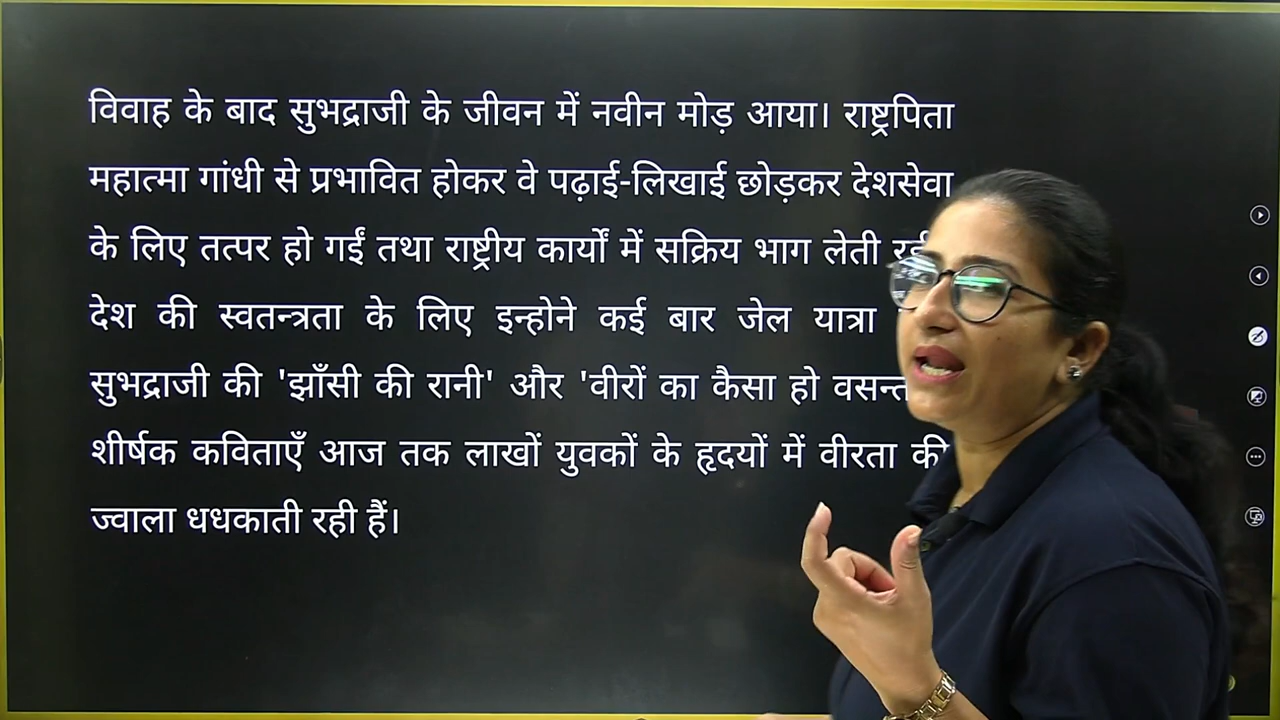 विवाह के बाद सुभद्राजी के जीवन में नवीन मोड़ आया। राष्ट्रपिता
महात्मा गांधी से प्रभावित होकर वे पढ़ाई-लिखाई छोड़कर देशसेवा
के लिए तत्पर हो गईं तथा राष्ट्रीय कार्यों में सक्रिय भाग लेती
देश की स्वतन्त्रता के लिए इन्होने कई बार जेल यात्रा
सुभद्राजी की 'झाँसी की रानी' और 'वीरों का कैसा हो वसन्त
शीर्षक कविताएँ आज तक लाखों युवकों के हृदयों में वीरता की
ज्वाला धधकाती रही हैं।